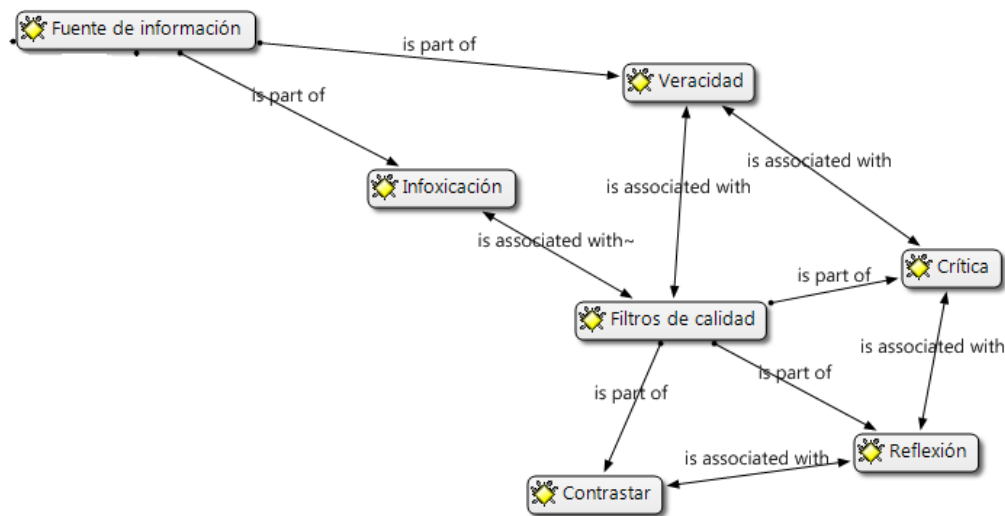 Fuente de información
is part of
Veracidad
is part of
is associated with
Infoxicación
is associated with
is associated with~
Crítica
is part of
Filtros de calidad
is associated with
is part of
is part of
Reflexión
is associated with
Contrastar